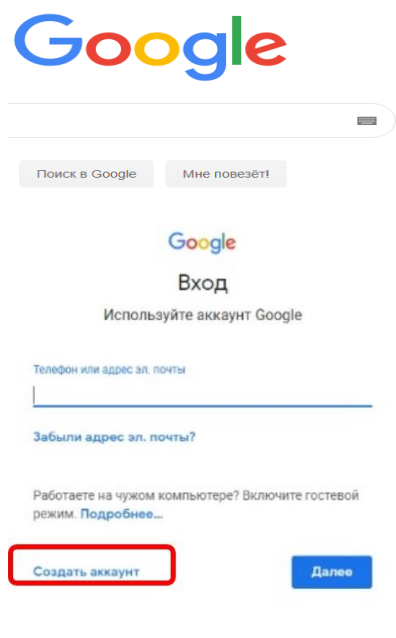 Google
Поиск в Google
Мне повезёт!
Google
Вход
Используйте аккаунт Google
Телефон или адрес эл. почты
Забыли адрес эл. почты?
Работаете на чужом компьютере? Включите гостевой
режим. Подробнее...
Создать аккаунт
Далее